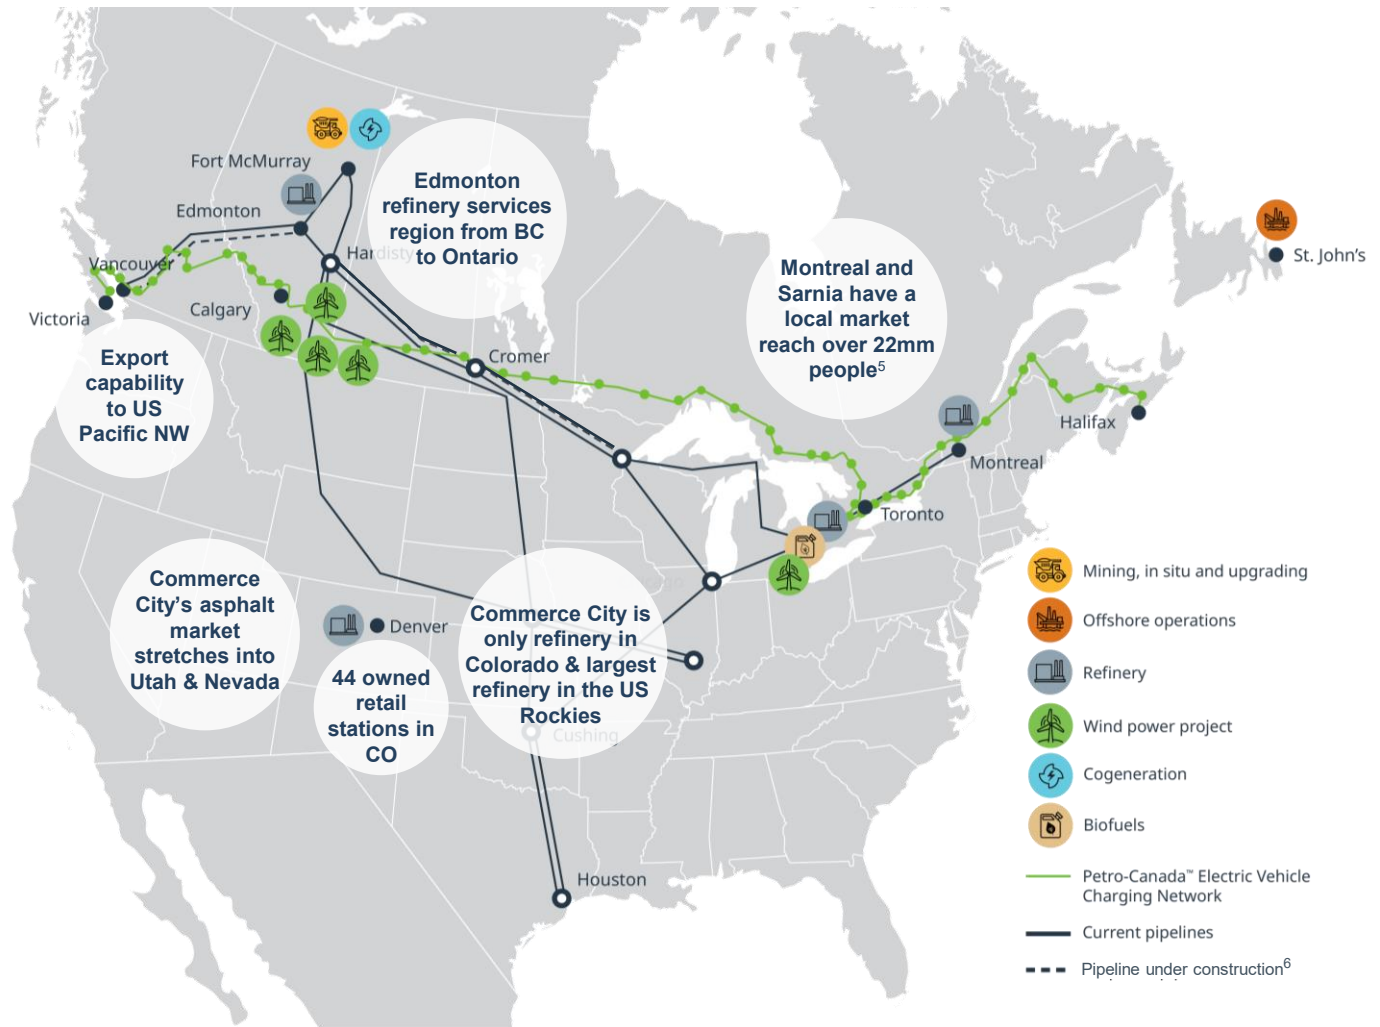 Fort McMurray
Edmonton
refinery services
region from BC
to Ontario
Edmonton
Hardisty
Vancouver
Montreal and
Sarnia have a
local market
reach over 22mm
people5
St. John's
Calgary
Victoria
Export
capability
to US
Pacific NW
Cromer
Halifax
Montreal
Toronto
Commerce
City's asphalt
market
stretches into
Utah & Nevada
Denver
44 owned
retail
stations in
CO
Commerce City is
only refinery in
Colorado & largest
refinery in the US
Rockies
Cushing
Houston
Mining, in situ and upgrading
Offshore operations
Refinery
Wind power project
Cogeneration
Biofuels
Petro-Canada™ Electric Vehicle
Charging Network
Current pipelines
Pipeline under construction6